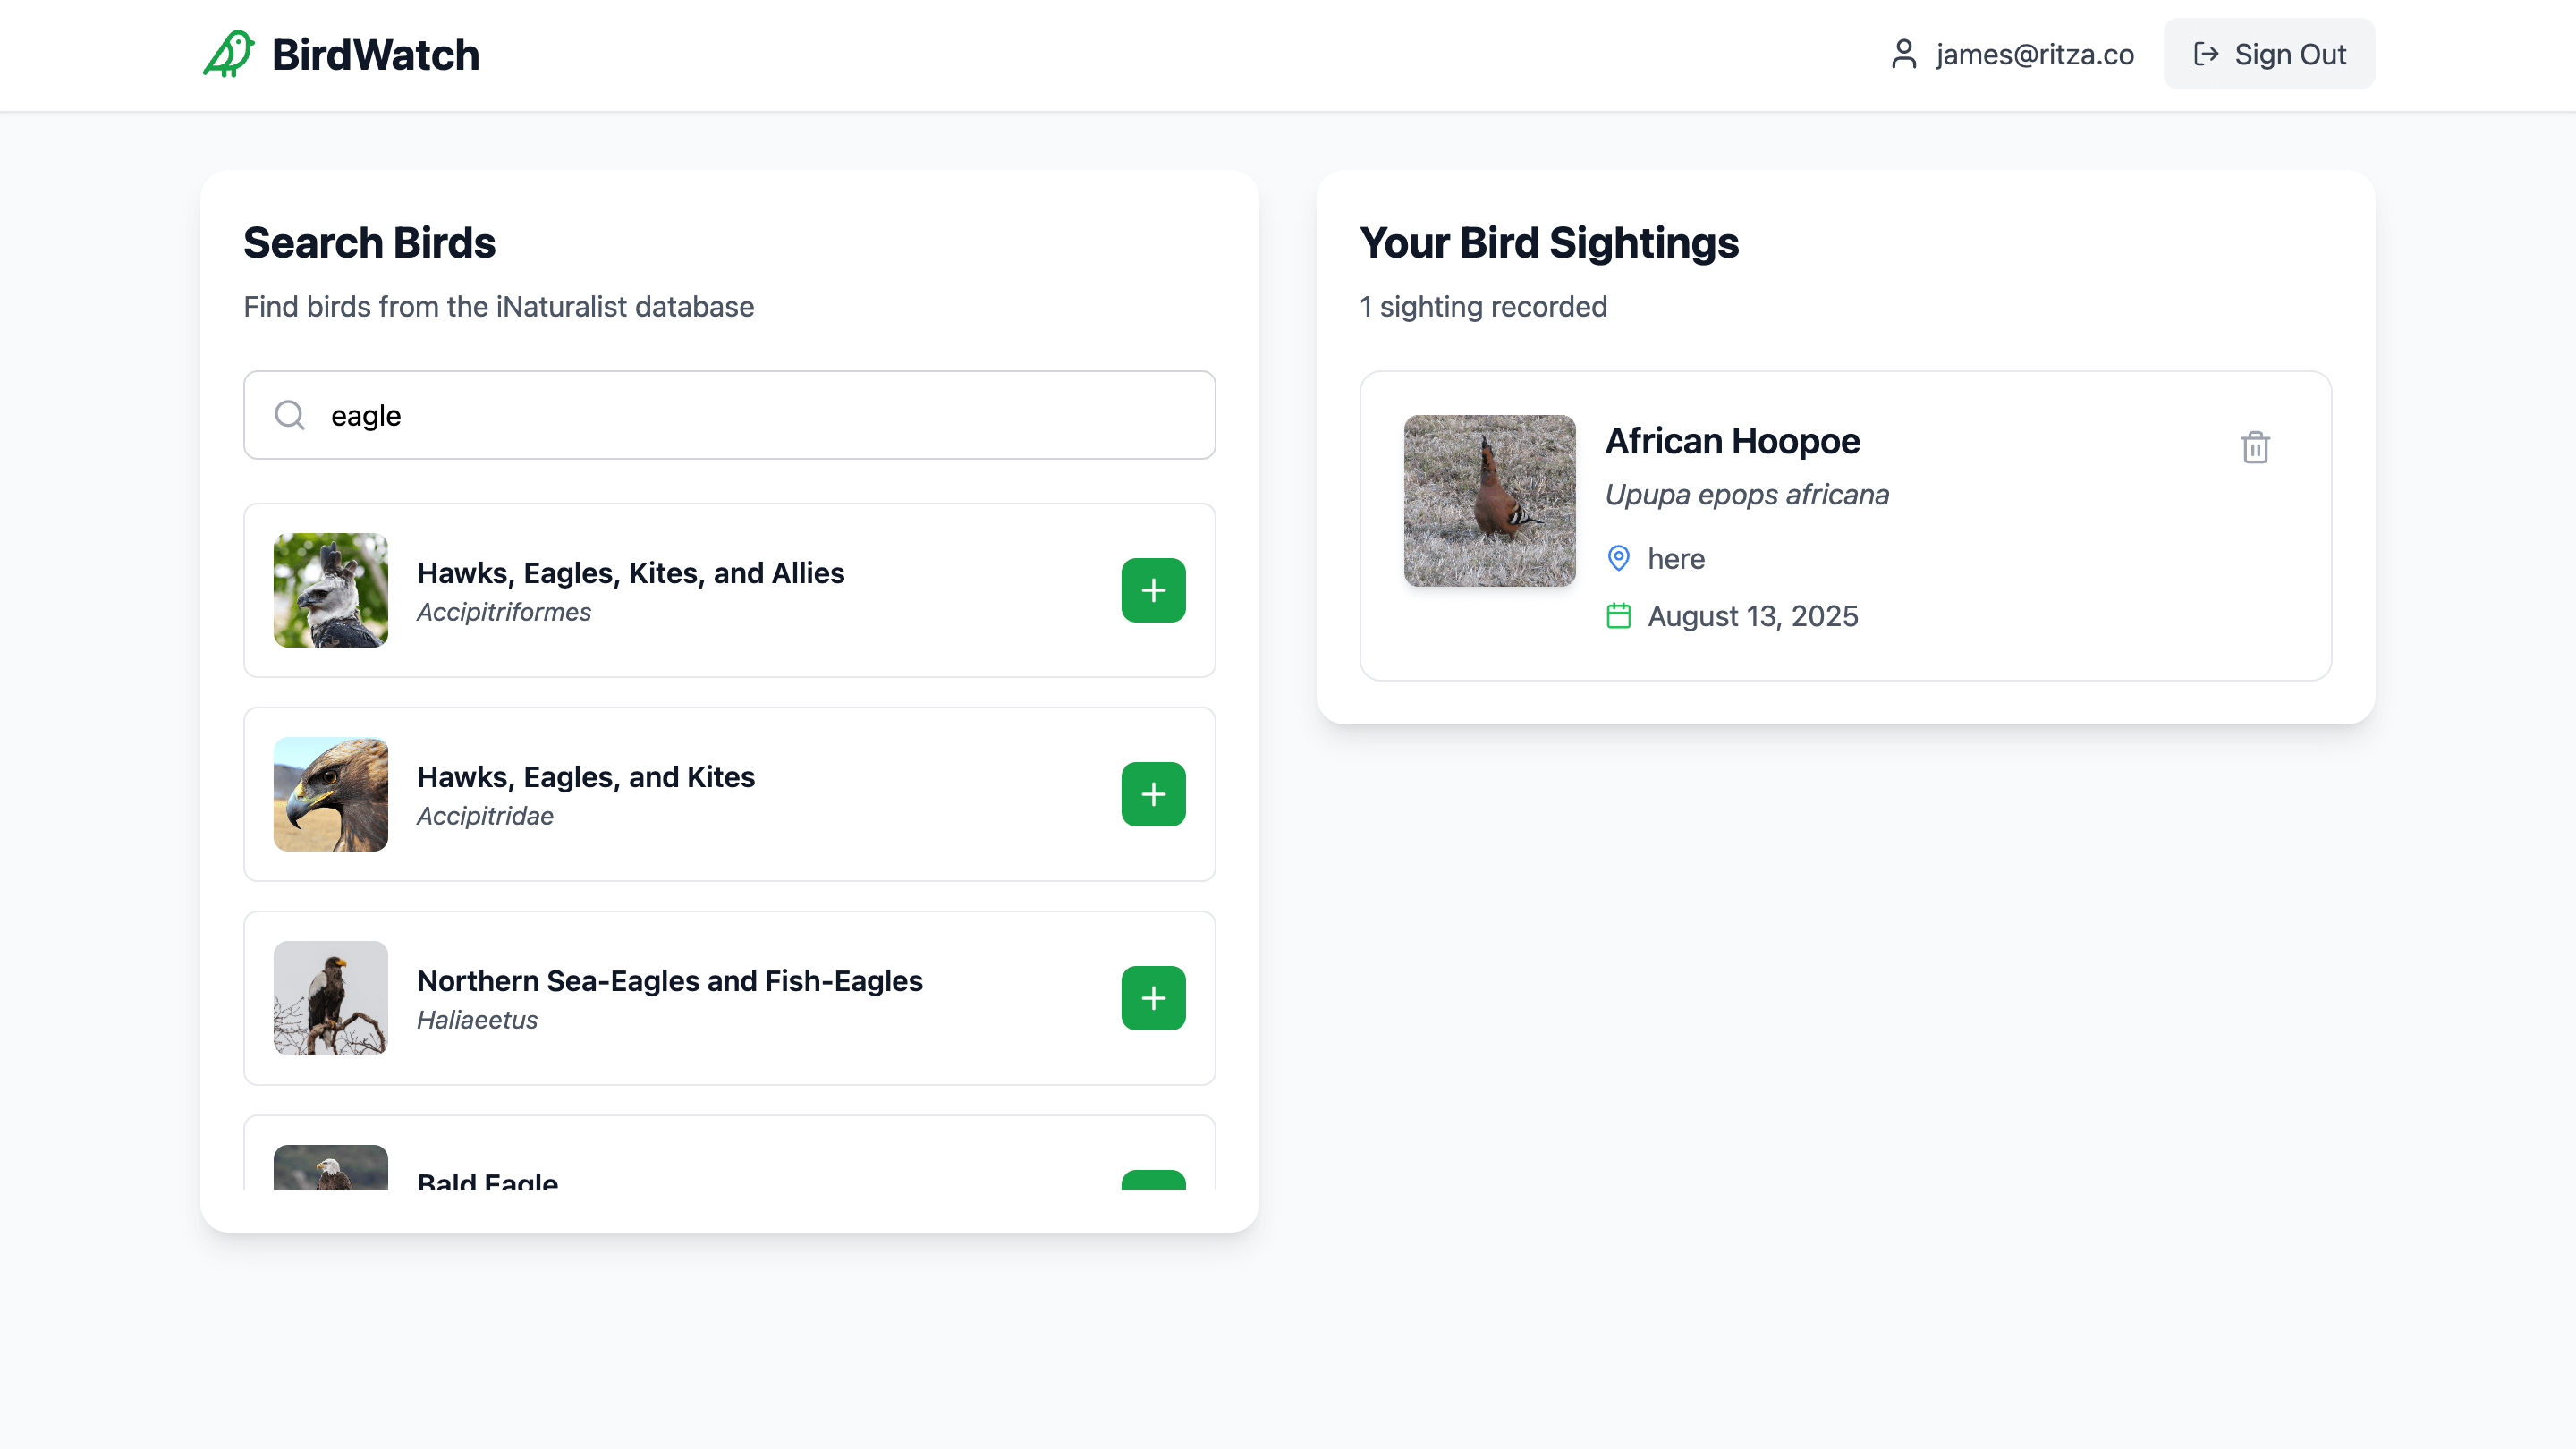 BirdWatch
james@ritza.co
Sign Out
Search Birds
Find birds from the iNaturalist database
eagle
Hawks, Eagles, Kites, and Allies
Accipitriformes
Hawks, Eagles, and Kites
Accipitridae
Northern Sea-Eagles and Fish-Eagles
Haliaeetus
Bald Eagle
Your Bird Sightings
1 sighting recorded
African Hoopoe
Upupa epops africana
here
August 13, 2025